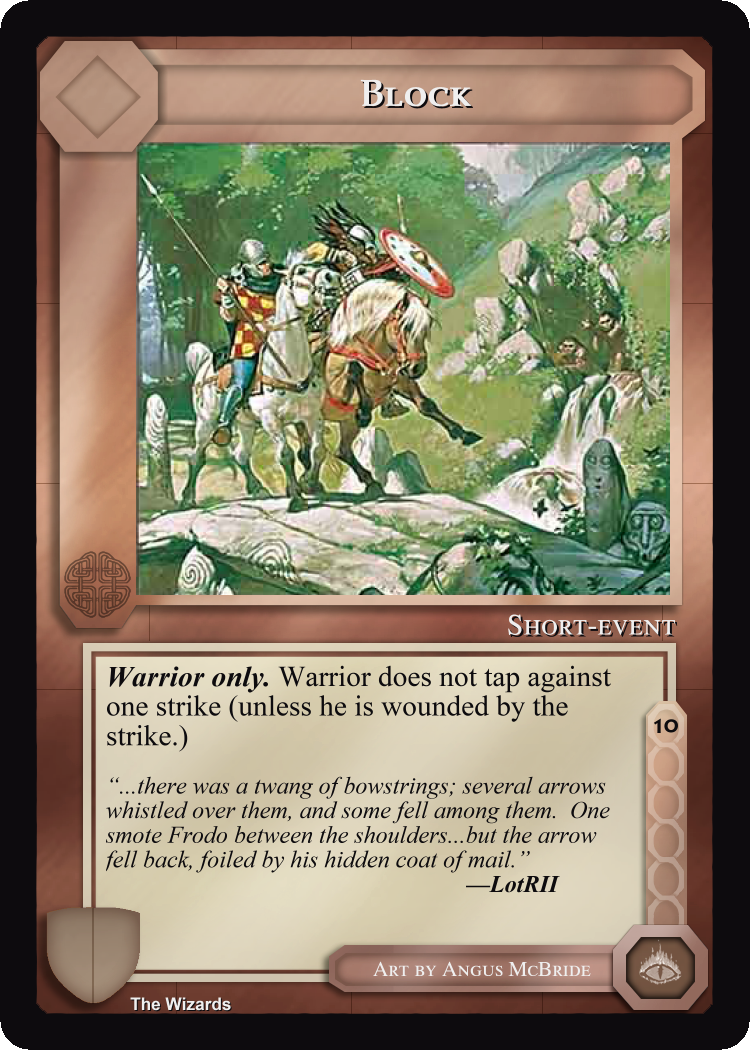 Block
Short-event
Warrior only. Warrior does not tap against
one strike (unless he is wounded by the
strike.)
10
“...there was a twang of bowstrings; several arrows
whistled over them, and some fell among them. One
smote Frodo between the shoulders...but the arrow
fell back, foiled by his hidden coat of mail.”
—LotRII
Art by Angus McBride
The Wizards